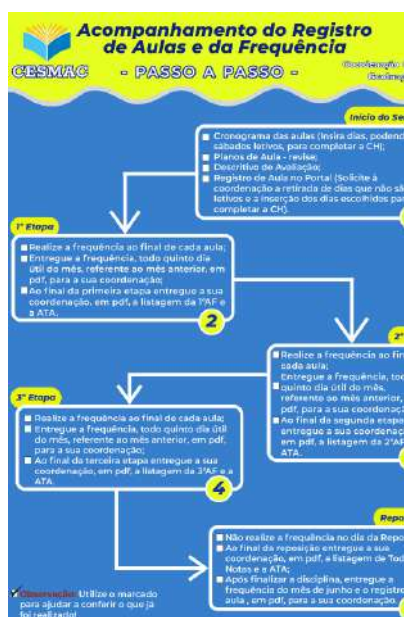 Acompanhamento do Registro
de Aulas e da Frequência
CESMAC
- PASSO A PASSO -
Coordenação
Início do Se
Cronograma das aulas (Insira dias, podend
sábados letivos, para completar a CH);
Planos de Aula - revise;
Descritivo de Avaliação;
Registro de Aula no Portal (Solicite à
coordenação a retirada de dias que não sã
letivos e a inserção dos dias escolhidos par
completar a CH).
1ª Etapa
Realize a frequência ao final de cada aula;
Entregue a frequência, todo quinto dia
útil do mês, referente ao mês anterior, em
pdf, para a sua coordenação;
Ao final da primeira etapa entregue a sua
coordenação, em pdf, a listagem da 1ªAF e
a ATA.
2
2ª
Realize a frequência ao fin
cada aula;
Entregue a frequência, tod
quinto dia útil do mês,
referente ao mês anterior,
pdf, para a sua coordenaçã
Ao final da segunda etapa
entregue a sua coordenaç
em pdf, a listagem da 2ªAF
ATA.
3ª Etapa
Realize a frequência ao final de cada aula;
Entregue a frequência, todo quinto dia útil
do mês, referente ao mês anterior, em pdf,
para a sua coordenação;
Ao final da terceira etapa entregue a sua
coordenação, em pdf, a listagem da 3ªAF e a
ATA.
4
Repo
Não realize a frequência no dia da Repo
Ao final da reposição entregue a sua
coordenação, em pdf, a listagem de Tod
Notas e a ATA;
Após finalizar a disciplina, entregue a
frequência do mês de junho e o registro
aula , em pdf, para a sua coordenação.
Observação: Utilize o marcado
para ajudar a conferir o que já
foi realizado!